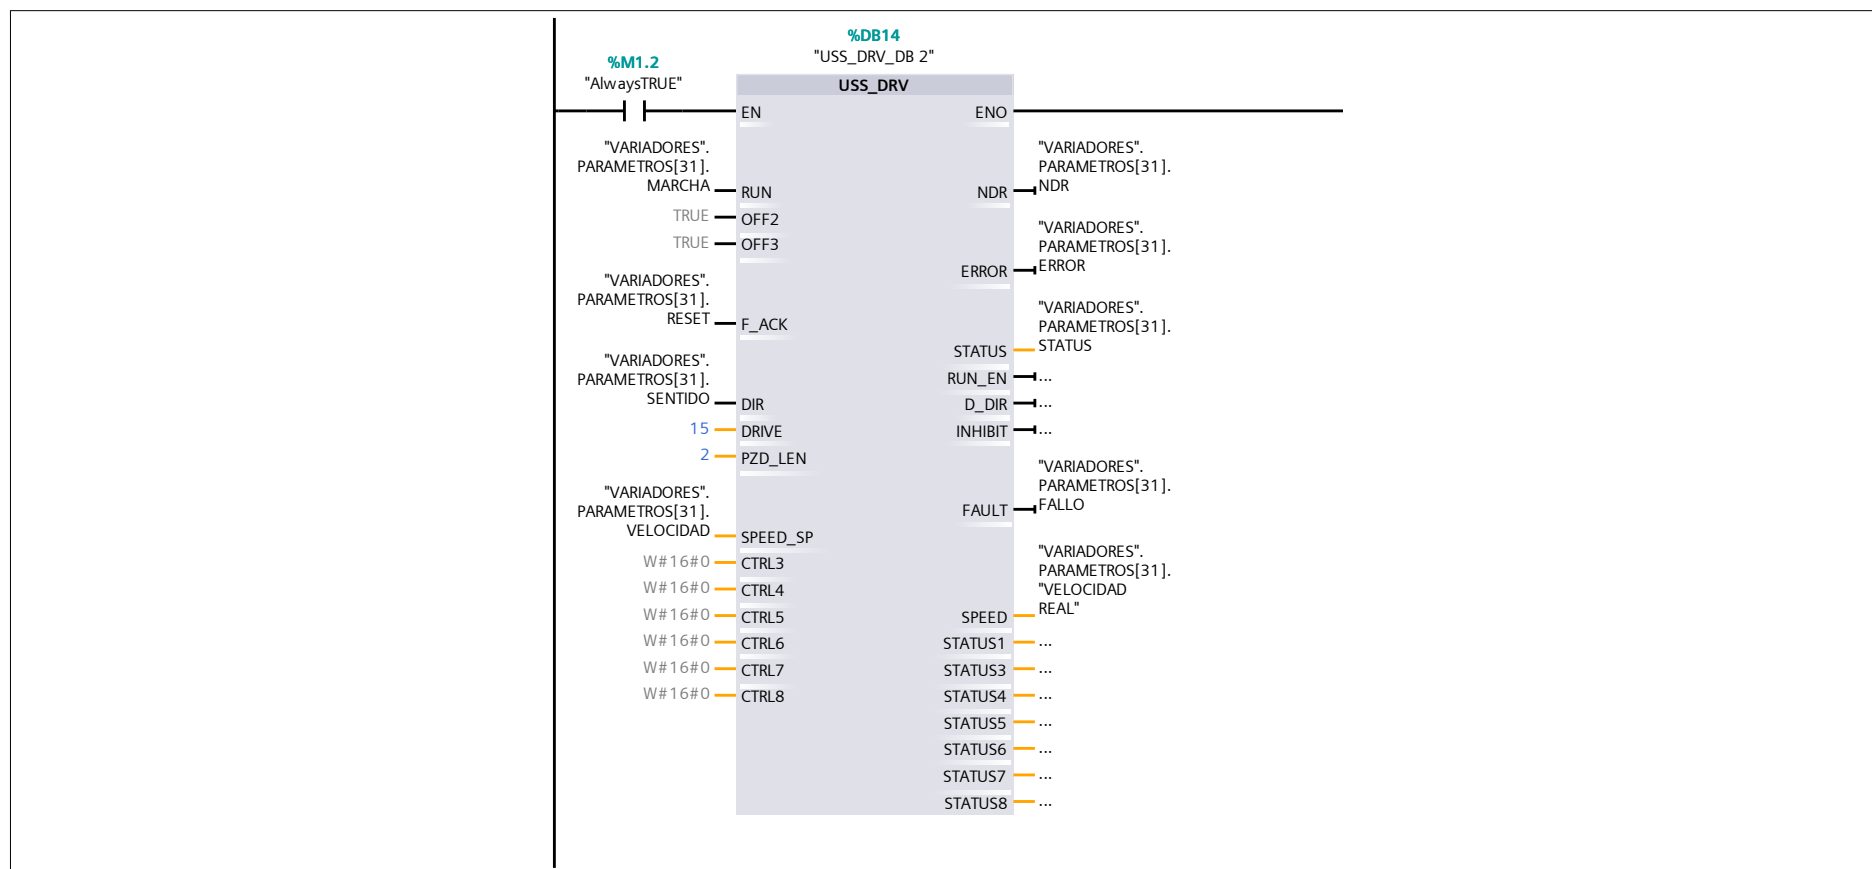 %DB14
"USS_DRV_DB 2"
%M1.2
"AlwaysTRUE"
USS_DRV
EN
ENO
"VARIADORES".
PARAMETROS[31].
MARCHA
RUN
"VARIADORES".
PARAMETROS[31].
NDR
NDR
TRUE
OFF2
TRUE
OFF3
"VARIADORES".
PARAMETROS[31].
ERROR
ERROR
"VARIADORES".
PARAMETROS[31].
RESET
F_ACK
"VARIADORES".
PARAMETROS[31].
STATUS
STATUS
RUN_EN
...
"VARIADORES".
PARAMETROS[31].
SENTIDO
DIR
D_DIR
...
15
DRIVE
INHIBIT
...
2
PZD_LEN
"VARIADORES".
PARAMETROS[31].
FALLO
FAULT
"VARIADORES".
PARAMETROS[31].
VELOCIDAD
SPEED_SP
W#16#0
CTRL3
W#16#0
CTRL4
W#16#0
CTRL5
"VARIADORES".
PARAMETROS[31].
"VELOCIDAD
REAL"
SPEED
W#16#0
CTRL6
STATUS1
...
W#16#0
CTRL7
STATUS3
...
W#16#0
CTRL8
STATUS4
...
STATUS5
...
STATUS6
...
STATUS7
...
STATUS8
...